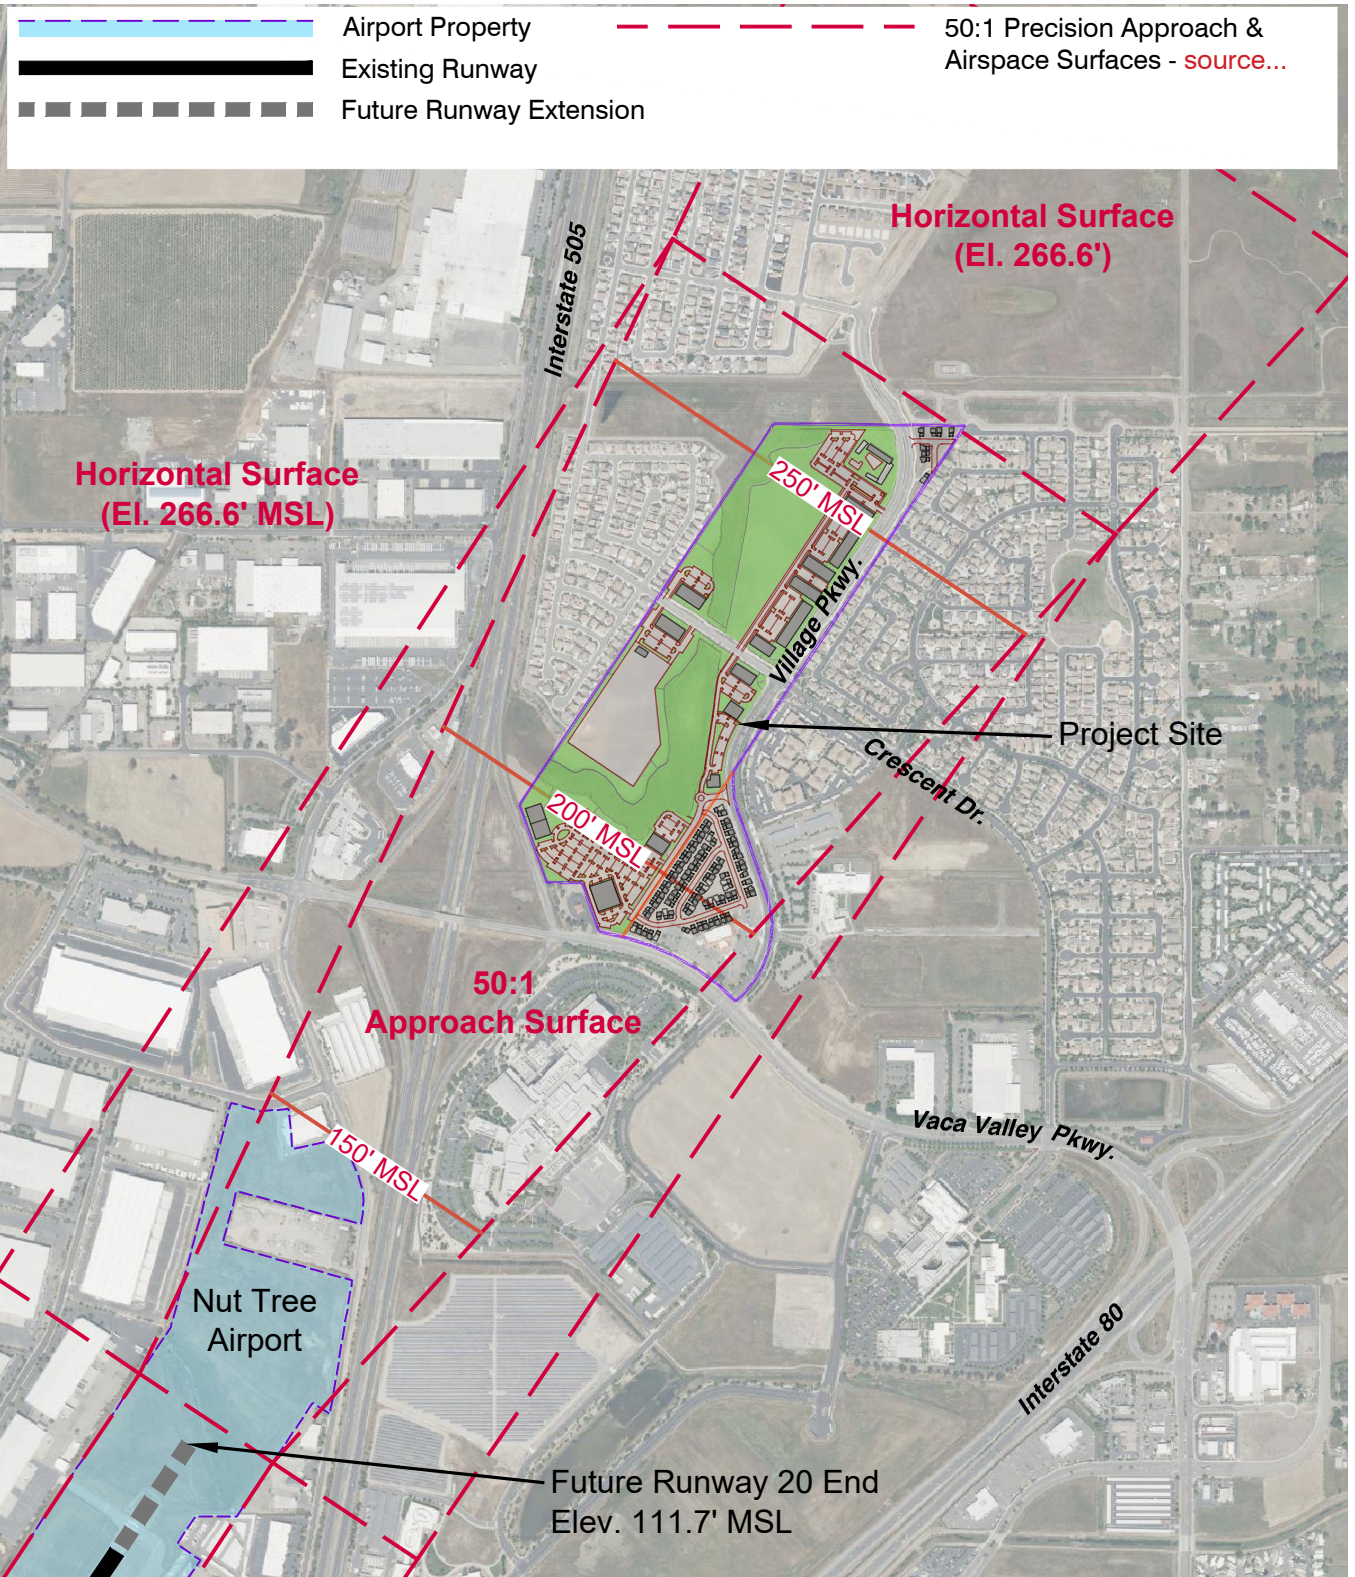 Airport Property
Existing Runway
Future Runway Extension
50:1 Precision Approach &
Airspace Surfaces - source...
Horizontal Surface
(El. 266.6')
Interstate 505
Horizontal Surface
(El. 266.6' MSL)
250' MSL
Village Pkwy.
Project Site
Crescent Dr.
200' MSL
50:1
Approach Surface
Vaca Valley Pkwy.
150' MSL
Nut Tree
Airport
Interstate 80
Future Runway 20 End
Elev. 111.7' MSL